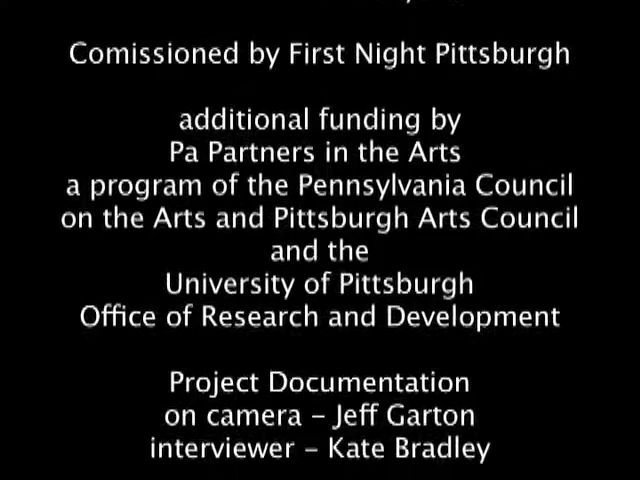 Comissioned by First Night Pittsburgh
additional funding by
Pa Partners in the Arts
a program of the Pennsylvania Council
on the Arts and Pittsburgh Arts Council
and the
University of Pittsburgh
Office of Research and Development
Project Documentation
on camera – Jeff Garton
interviewer – Kate Bradley